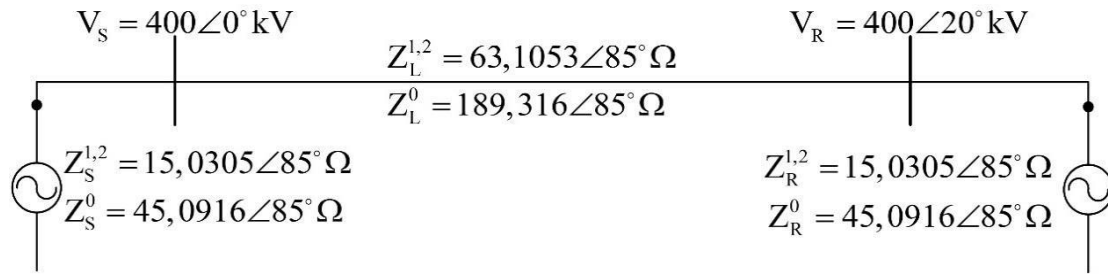 V_S = 400∠0° kV
V_R = 400∠20° kV
Z_L^{1,2} = 63,1053∠85° Ω
Z_L^0 = 189,316∠85° Ω
Z_S^{1,2} = 15,0305∠85° Ω
Z_S^0 = 45,0916∠85° Ω
Z_R^{1,2} = 15,0305∠85° Ω
Z_R^0 = 45,0916∠85° Ω